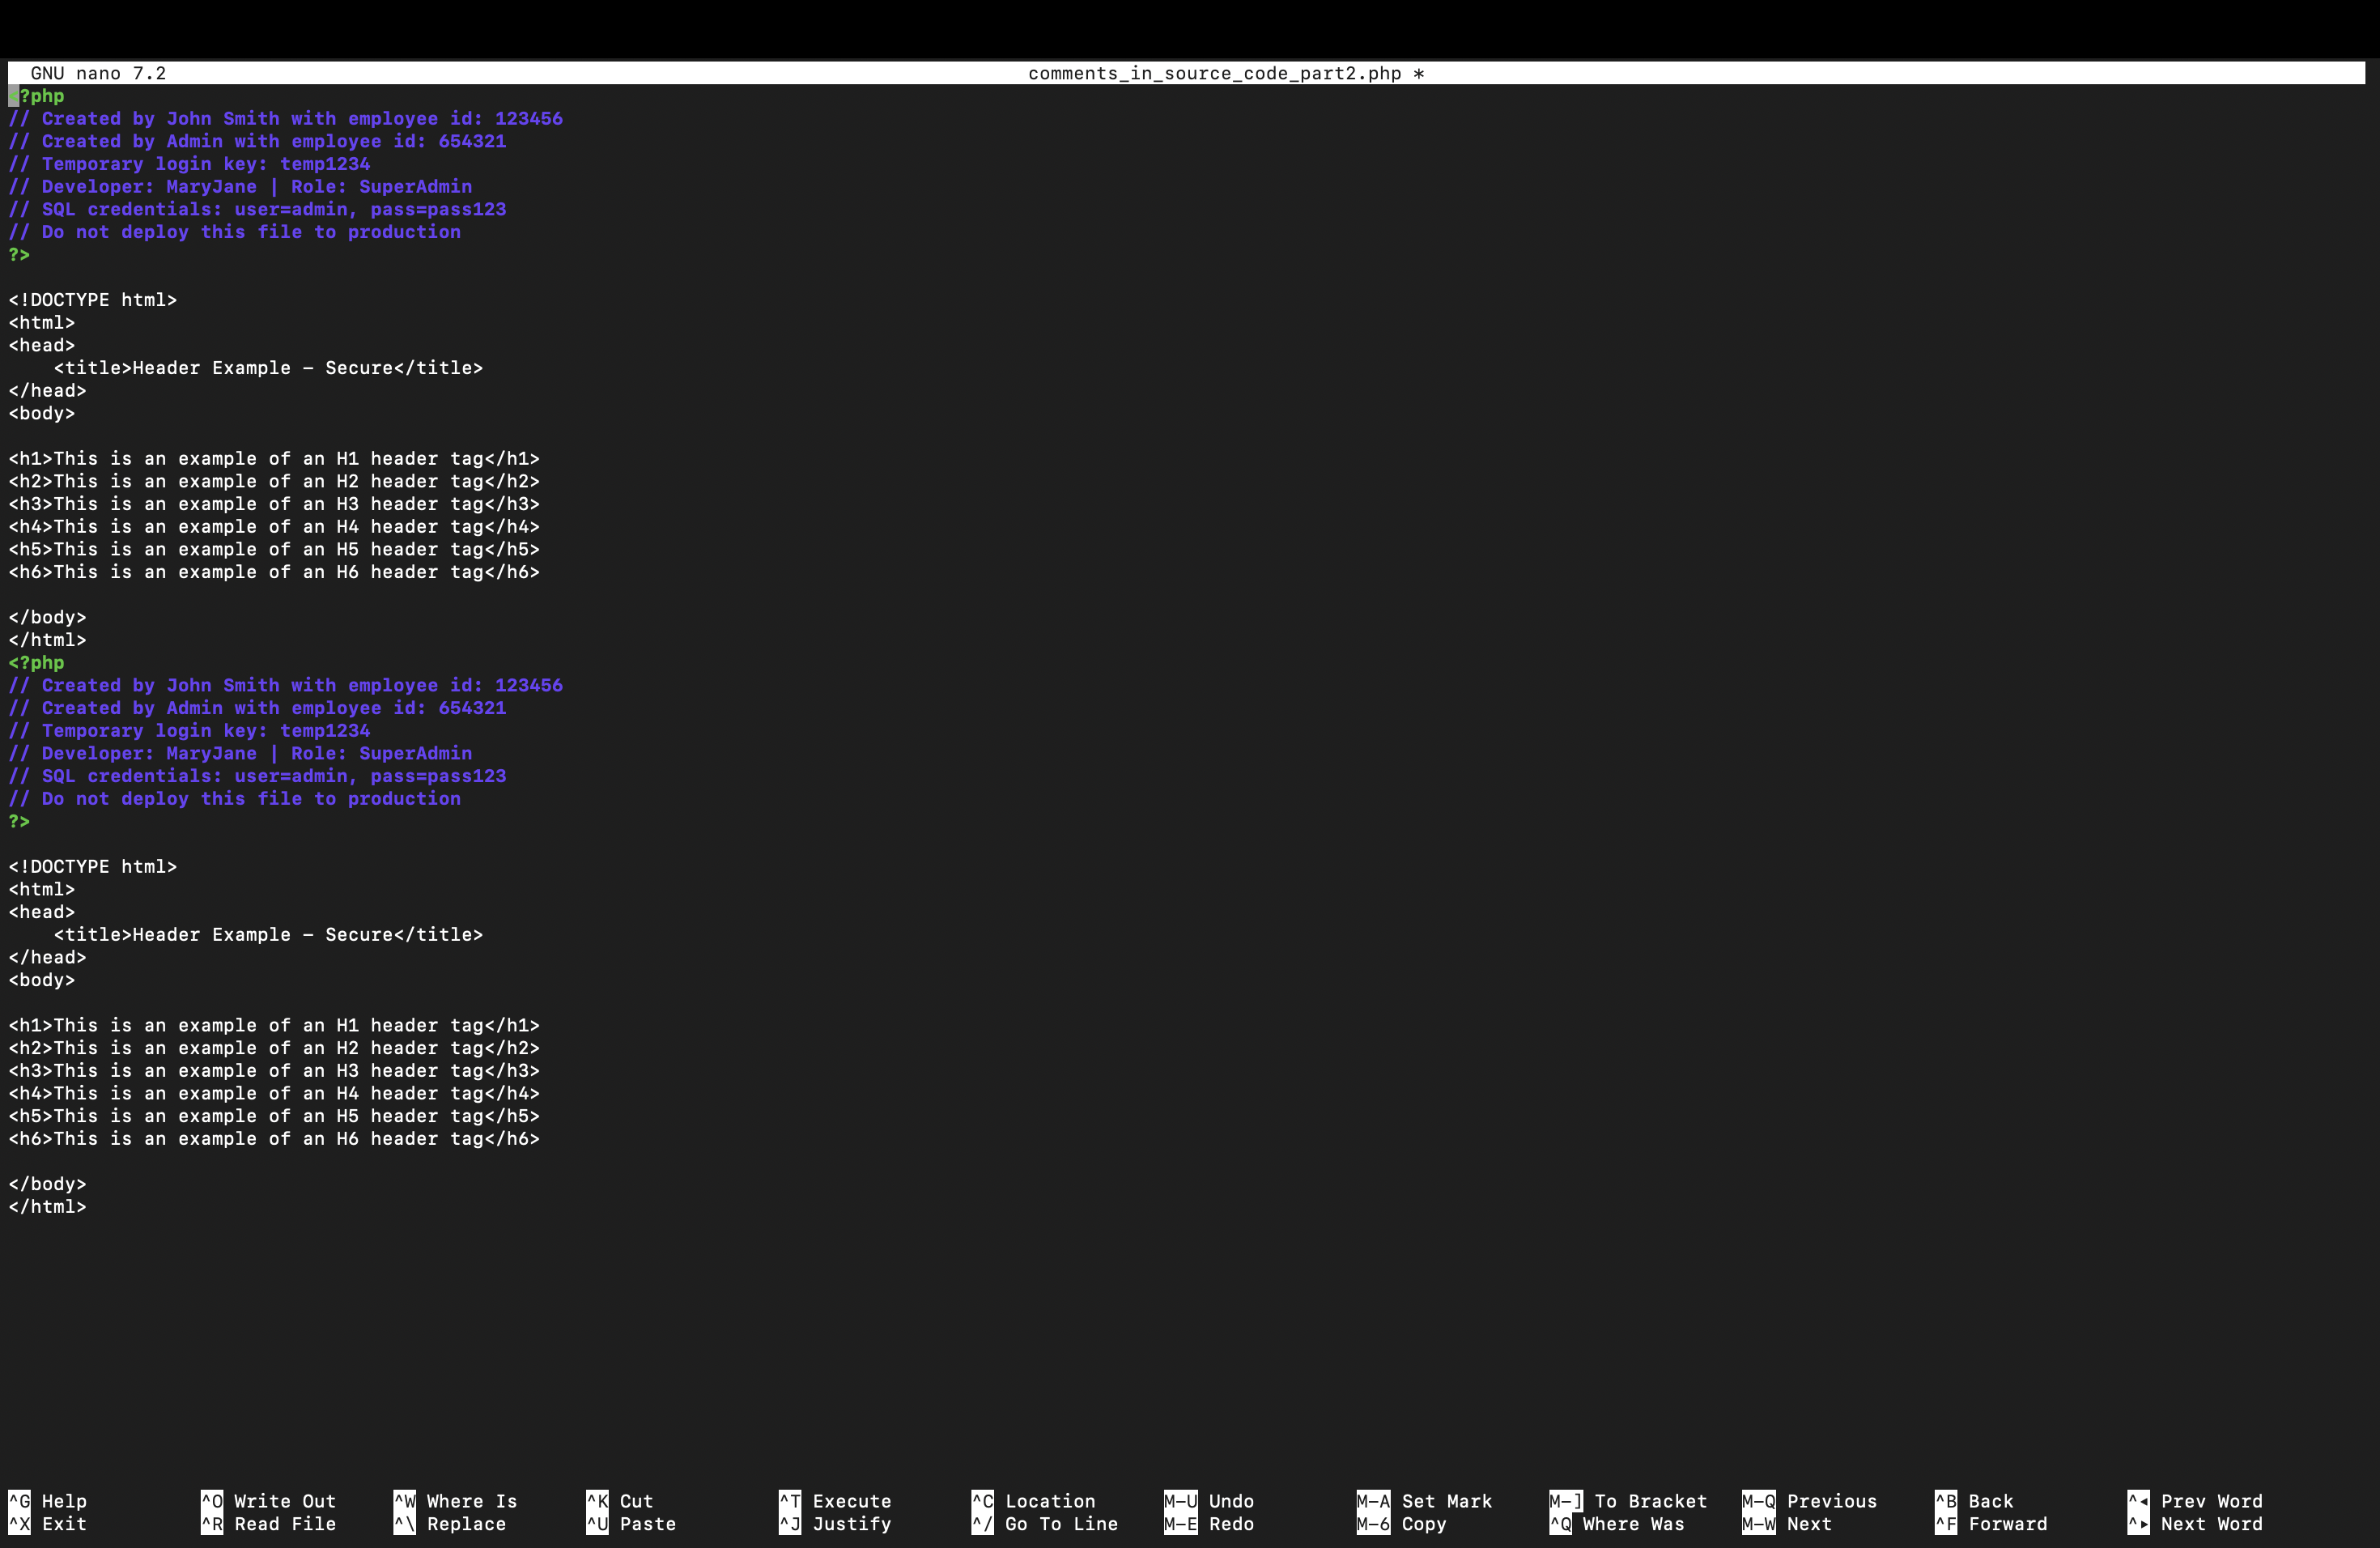 GNU nano 7.2 comments_in_source_code_part2.php *
<?php
// Created by John Smith with employee id: 123456
// Created by Admin with employee id: 654321
// Temporary login key: temp1234
// Developer: MaryJane | Role: SuperAdmin
// SQL credentials: user=admin, pass=pass123
// Do not deploy this file to production
?>
<!DOCTYPE html>
<html>
<head>
    <title>Header Example – Secure</title>
</head>
<body>
<h1>This is an example of an H1 header tag</h1>
<h2>This is an example of an H2 header tag</h2>
<h3>This is an example of an H3 header tag</h3>
<h4>This is an example of an H4 header tag</h4>
<h5>This is an example of an H5 header tag</h5>
<h6>This is an example of an H6 header tag</h6>
</body>
</html>
<?php
// Created by John Smith with employee id: 123456
// Created by Admin with employee id: 654321
// Temporary login key: temp1234
// Developer: MaryJane | Role: SuperAdmin
// SQL credentials: user=admin, pass=pass123
// Do not deploy this file to production
?>
<!DOCTYPE html>
<html>
<head>
    <title>Header Example – Secure</title>
</head>
<body>
<h1>This is an example of an H1 header tag</h1>
<h2>This is an example of an H2 header tag</h2>
<h3>This is an example of an H3 header tag</h3>
<h4>This is an example of an H4 header tag</h4>
<h5>This is an example of an H5 header tag</h5>
<h6>This is an example of an H6 header tag</h6>
</body>
</html>
^G Help ^O Write Out ^W Where Is ^K Cut ^T Execute ^C Location M-U Undo M-A Set Mark M-] To Bracket M-Q Previous ^B Back ^◂ Prev Word
^X Exit ^R Read File ^\ Replace ^U Paste ^J Justify ^/ Go To Line M-E Redo M-6 Copy ^Q Where Was M-W Next ^F Forward ^▸ Next Word